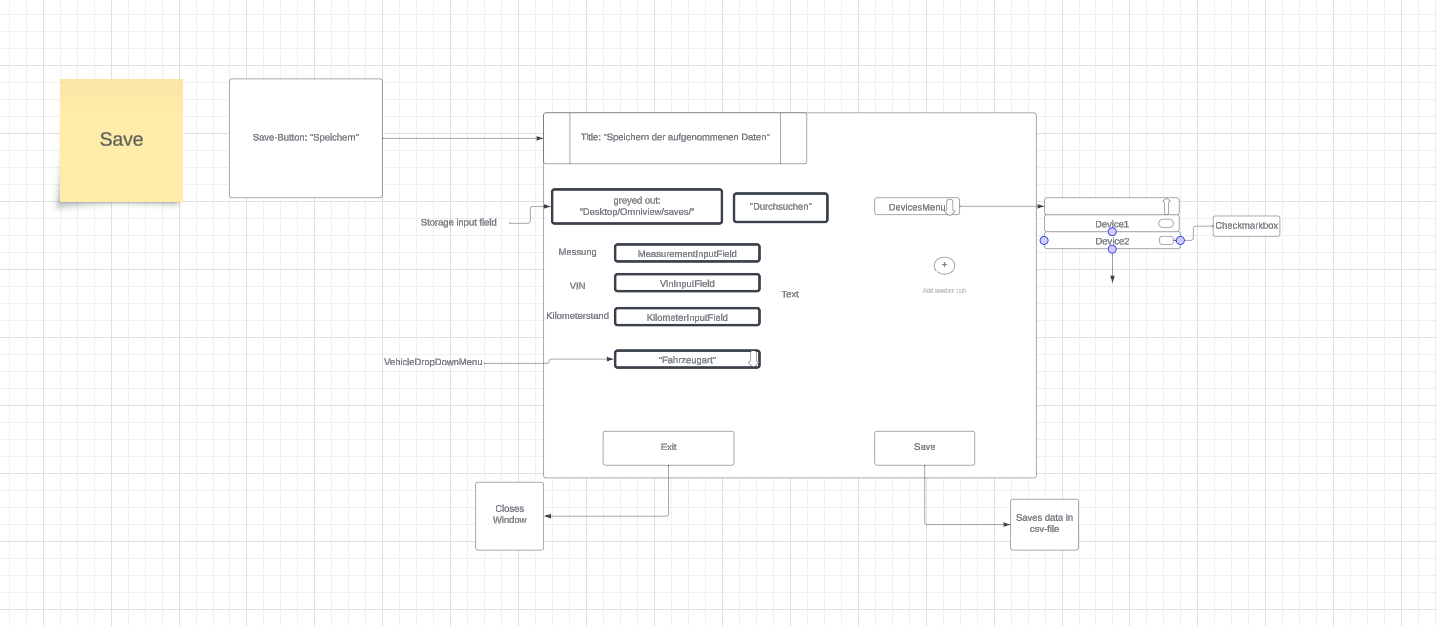 Save
Save-Button: "Speichern"
Title: "Speichern der aufgenommenen Daten"
greyed out:
"Desktop/Omniview/saves/"
"Durchsuchen"
DevicesMenu
Storage input field
Device1
Device2
Checkmarkbox
Messung
MeasurementInputField
VIN
VinInputField
Text
Add another path
Kilometerstand
KilometerInputField
VehicleDropDownMenu
"Fahrzeugart"
Exit
Save
Closes
Window
Saves data in
csv-file